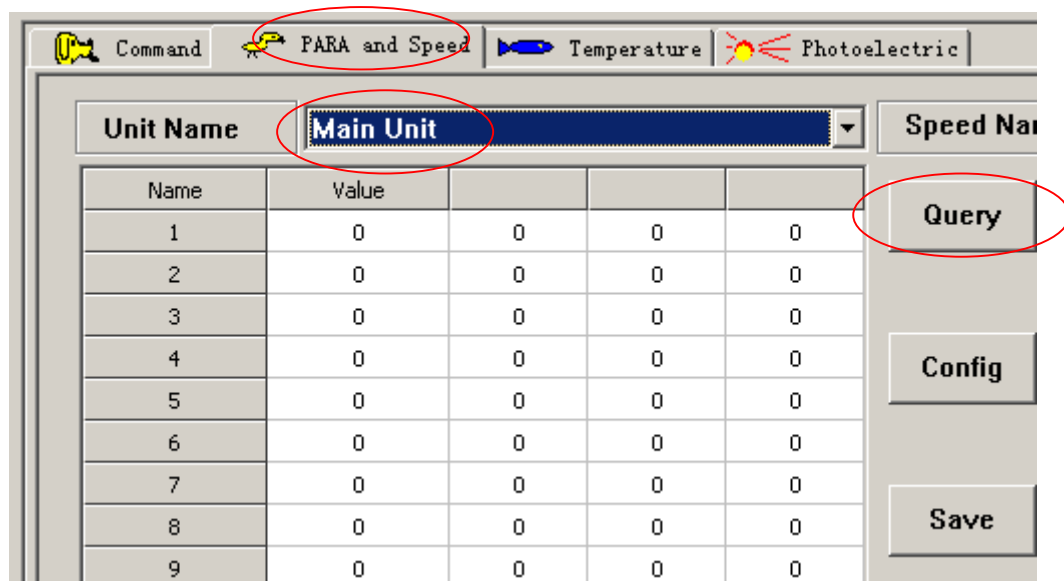 Command PARA and Speed Temperature Photoelectric
Unit Name Main Unit Speed Nar
Name Value
1 0 0 0 0
2 0 0 0 0
3 0 0 0 0
4 0 0 0 0
5 0 0 0 0
6 0 0 0 0
7 0 0 0 0
8 0 0 0 0
9 0 0 0 0
Query
Config
Save